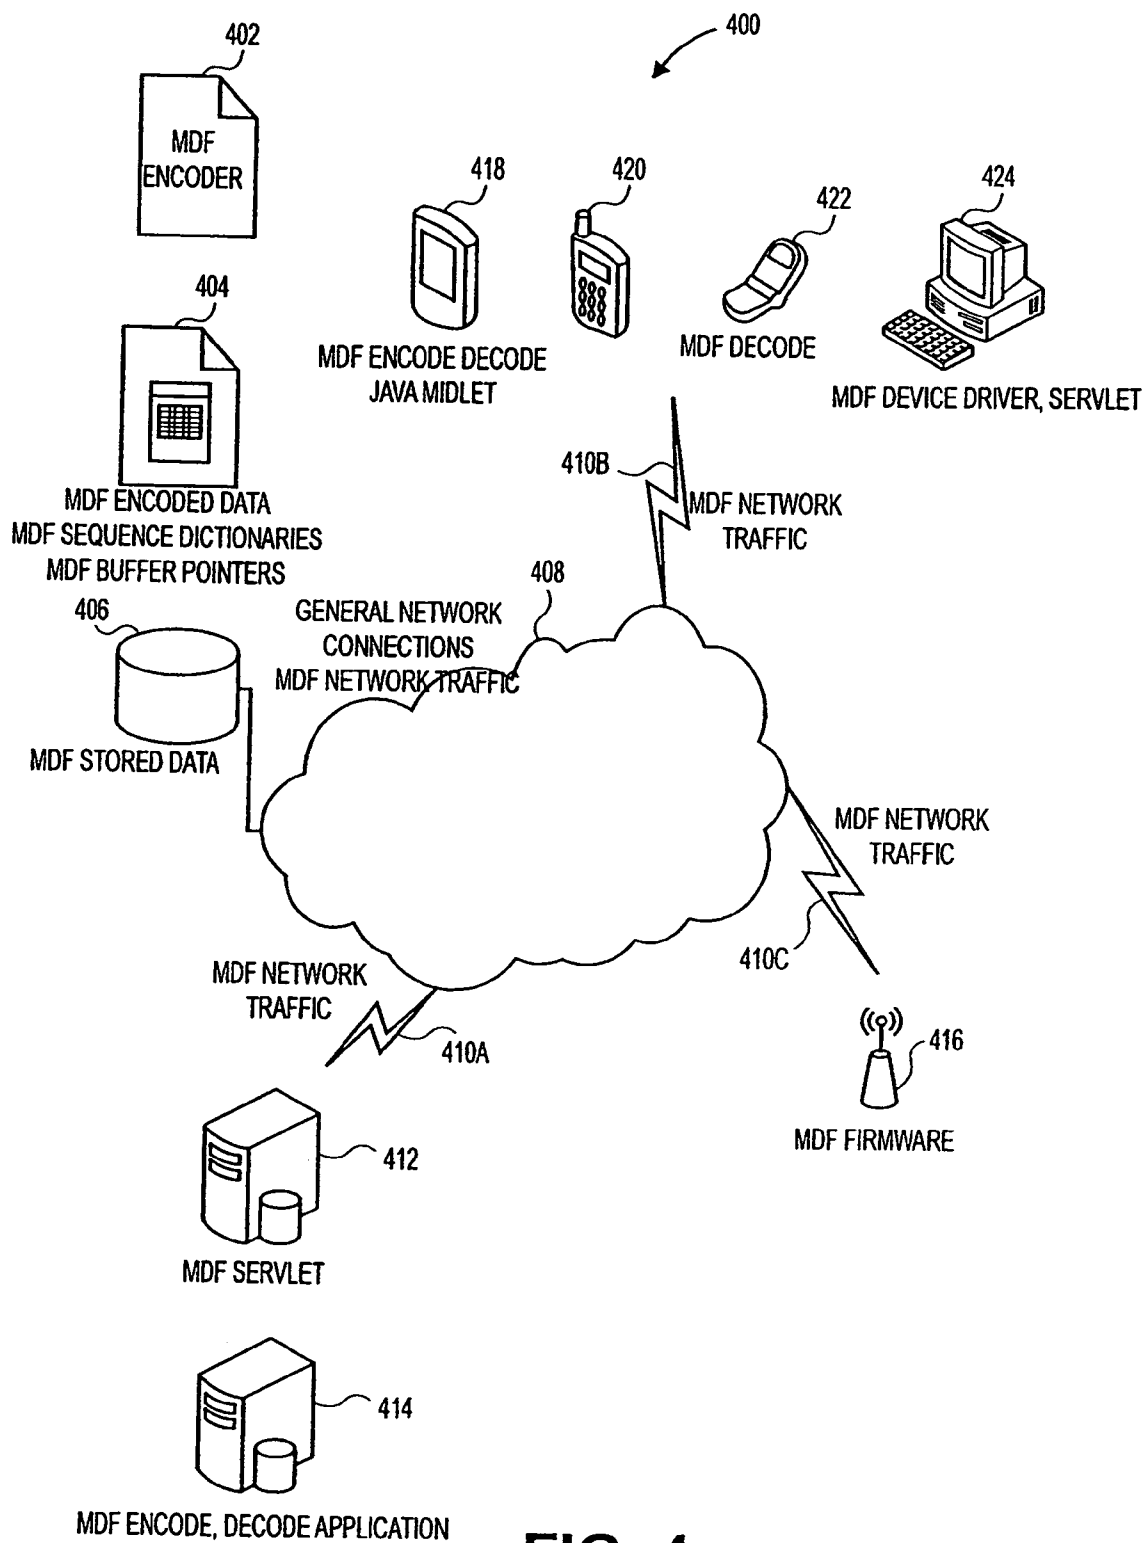 402
400
MDF
ENCODER
418
420
422
424
404
MDF ENCODE DECODE
JAVA MIDLET
MDF DECODE
MDF DEVICE DRIVER, SERVLET
410B
MDF NETWORK
TRAFFIC
MDF ENCODED DATA
MDF SEQUENCE DICTIONARIES
MDF BUFFER POINTERS
406
408
GENERAL NETWORK
CONNECTIONS
MDF NETWORK TRAFFIC
MDF STORED DATA
MDF NETWORK
TRAFFIC
410C
MDF NETWORK
TRAFFIC
410A
416
MDF FIRMWARE
412
MDF SERVLET
414
MDF ENCODE, DECODE APPLICATION
FIG. 4